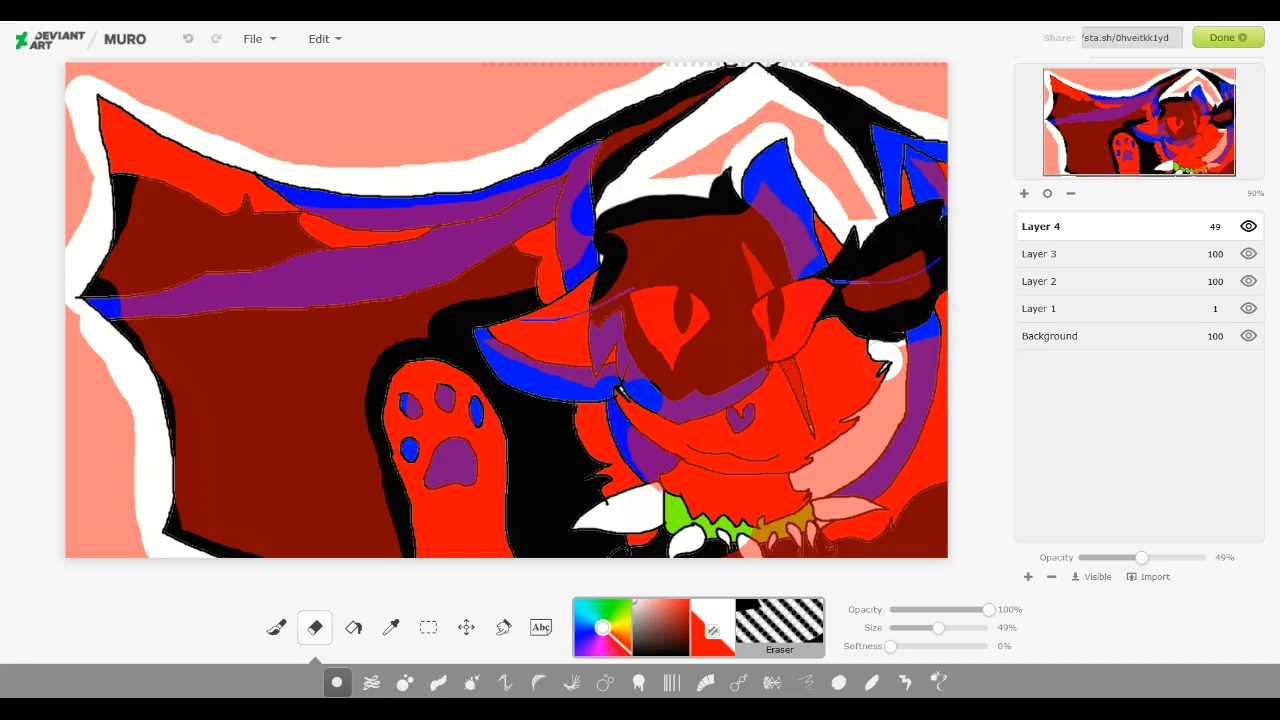 DEVIANT ART / MURO File Edit Share: /sta.sh/0hveitkk1yd Done
90%
Layer 4 49
Layer 3 100
Layer 2 100
Layer 1 1
Background 100
Opacity 49%
Visible Import
Abc
Eraser
Opacity 100%
Size 49%
Softness 0%